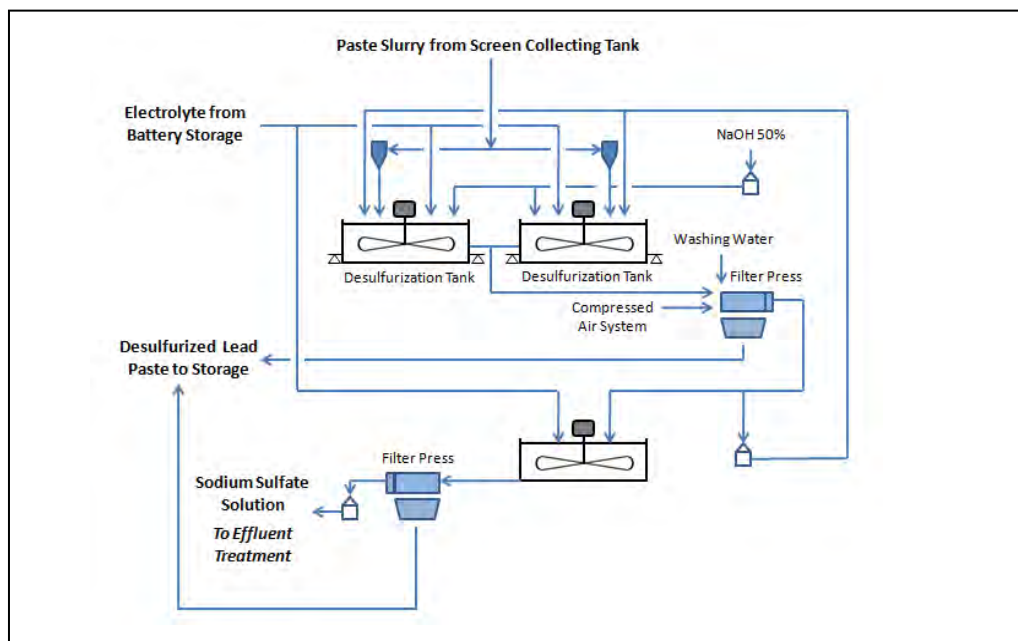 Paste Slurry from Screen Collecting Tank
Electrolyte from
Battery Storage
NaOH 50%
Washing Water
Desulfurization Tank
Desulfurization Tank
Filter Press
Compressed
Air System
Desulfurized Lead
Paste to Storage
Filter Press
Sodium Sulfate
Solution
To Effluent
Treatment